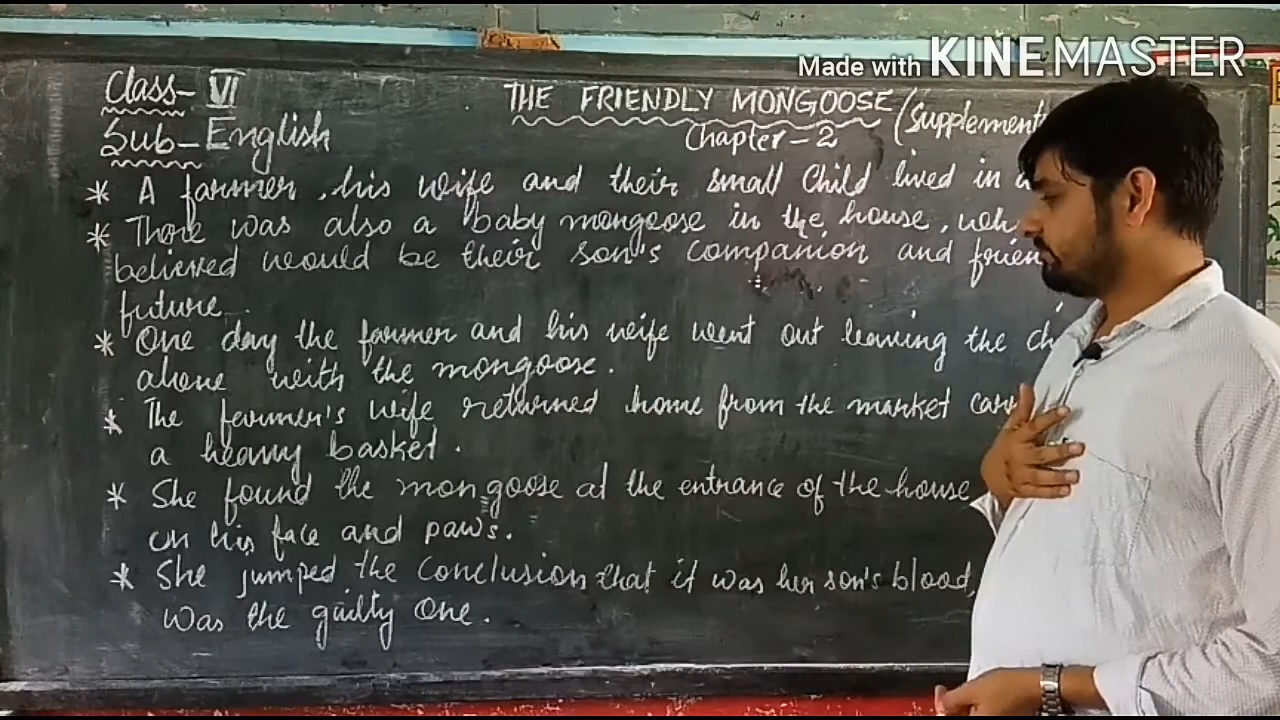 Made with KINEMASTER
Class- VI
THE FRIENDLY MONGOOSE (Supplement
Sub- English
Chapter - 2
* A farmer, his wife and their small Child lived in
* There was also a baby mongoose in the house,
believed would be their son's companion and
future.
* One day the farmer and his wife went out leaving the
alone with the mongoose.
* The farmer's wife returned home from the market
a heavy basket.
* She found the mongoose at the entrance of the house
on his face and paws.
* She jumped the Conclusion that it was her son's blood,
was the guilty one.